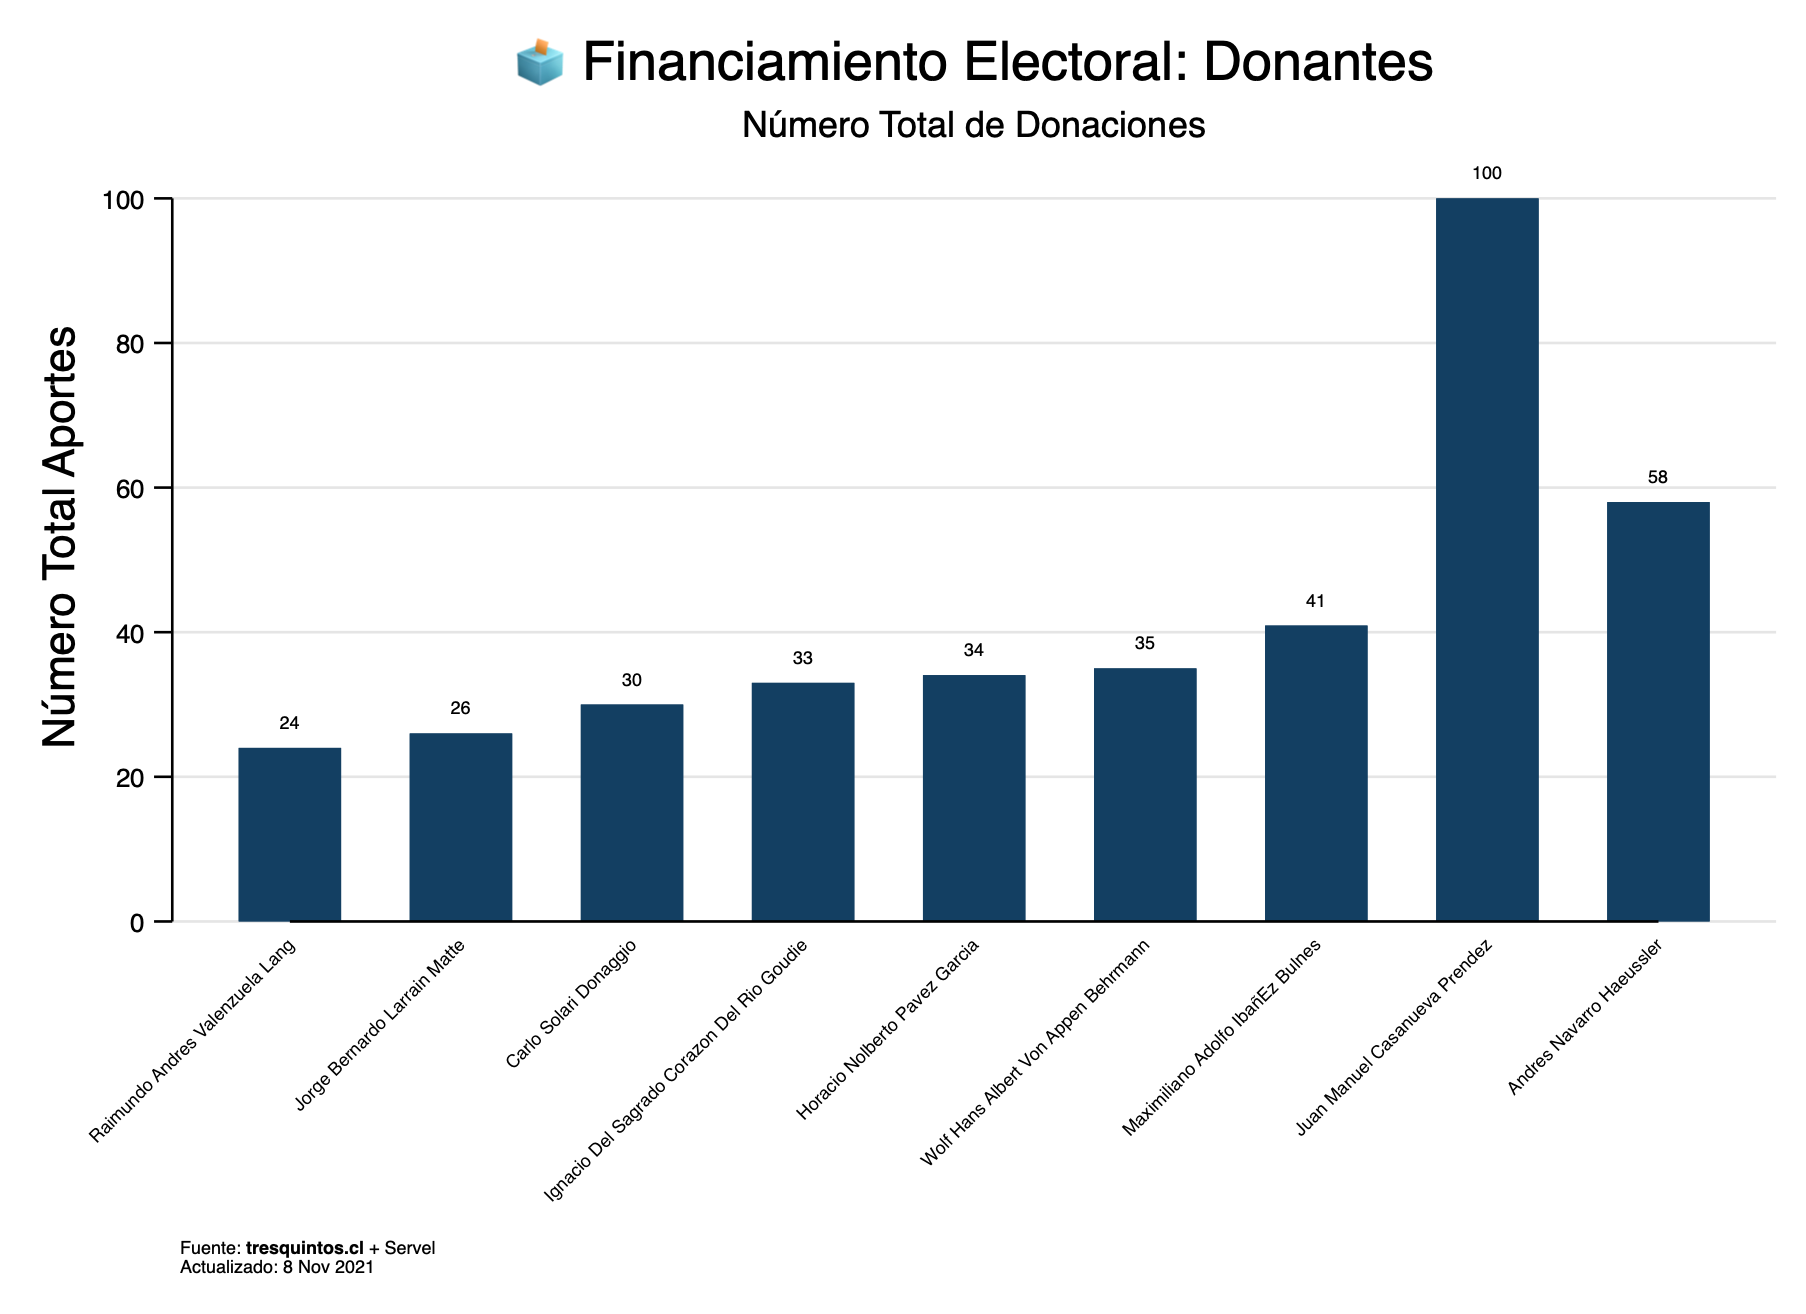 Financiamiento Electoral: Donantes
Número Total de Donaciones
Número Total Aportes
100
80
60
40
20
0
24
26
30
33
34
35
41
100
58
Raimundo Andres Valenzuela Lang
Jorge Bernardo Larrain Matte
Carlo Solari Donaggio
Ignacio Del Sagrado Corazon Del Rio Goudie
Horacio Nolberto Pavez Garcia
Wolf Hans Albert Von Appen Behrmann
Maximiliano Adolfo IbañEz Bulnes
Juan Manuel Casanueva Prendez
Andres Navarro Haeussler
Fuente: tresquintos.cl + Servel
Actualizado: 8 Nov 2021